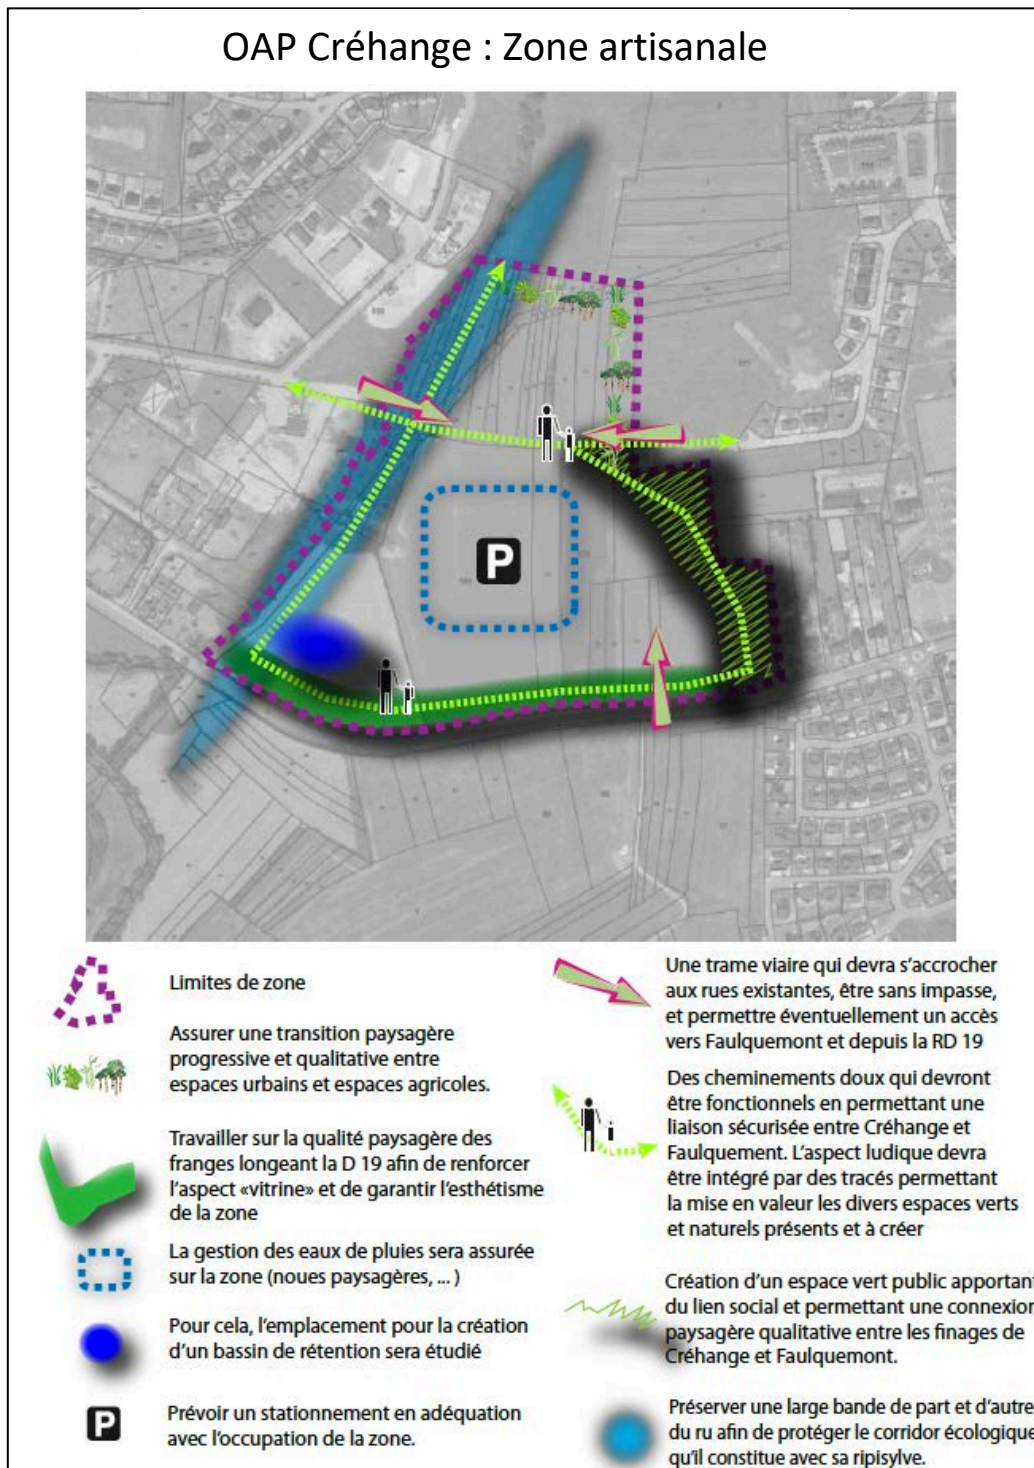 OAP Créhange : Zone artisanale
P
Limites de zone
Assurer une transition paysagère
progressive et qualitative entre
espaces urbains et espaces agricoles.
Travailler sur la qualité paysagère des
franges longeant la D 19 afin de renforcer
l'aspect «vitrine» et de garantir l'esthétisme
de la zone
La gestion des eaux de pluies sera assurée
sur la zone (noues paysagères, ... )
Pour cela, l'emplacement pour la création
d'un bassin de rétention sera étudié
P
Prévoir un stationnement en adéquation
avec l'occupation de la zone.
Une trame viaire qui devra s'accrocher
aux rues existantes, être sans impasse,
et permettre éventuellement un accès
vers Faulquemont et depuis la RD 19
Des cheminements doux qui devront
être fonctionnels en permettant une
liaison sécurisée entre Créhange et
Faulquement. L'aspect ludique devra
être intégré par des tracés permettant
la mise en valeur les divers espaces verts
et naturels présents et à créer
Création d'un espace vert public apportant
du lien social et permettant une connexion
paysagère qualitative entre les finages de
Créhange et Faulquemont.
Préserver une large bande de part et d'autre
du ru afin de protéger le corridor écologique
qu'il constitue avec sa ripisylve.